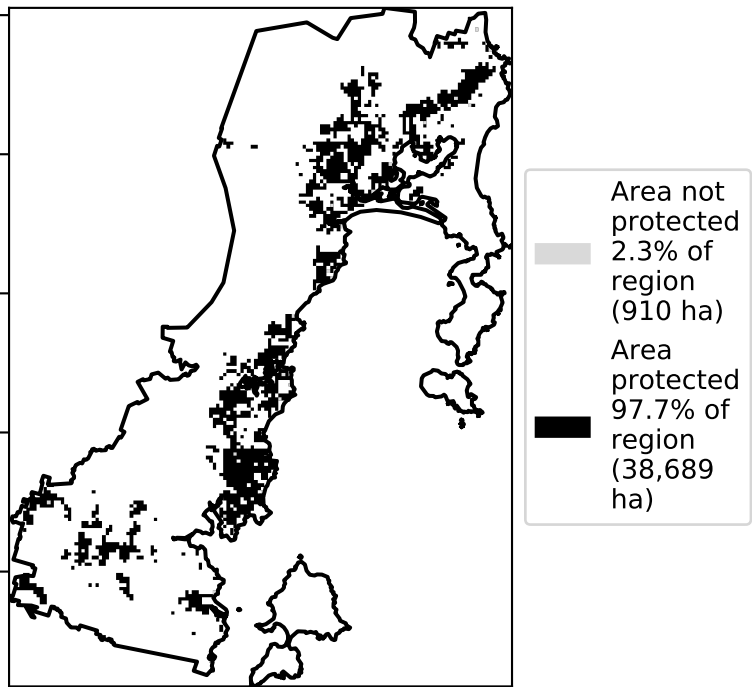 Area not
protected
2.3% of
region
(910 ha)
Area
protected
97.7% of
region
(38,689
ha)